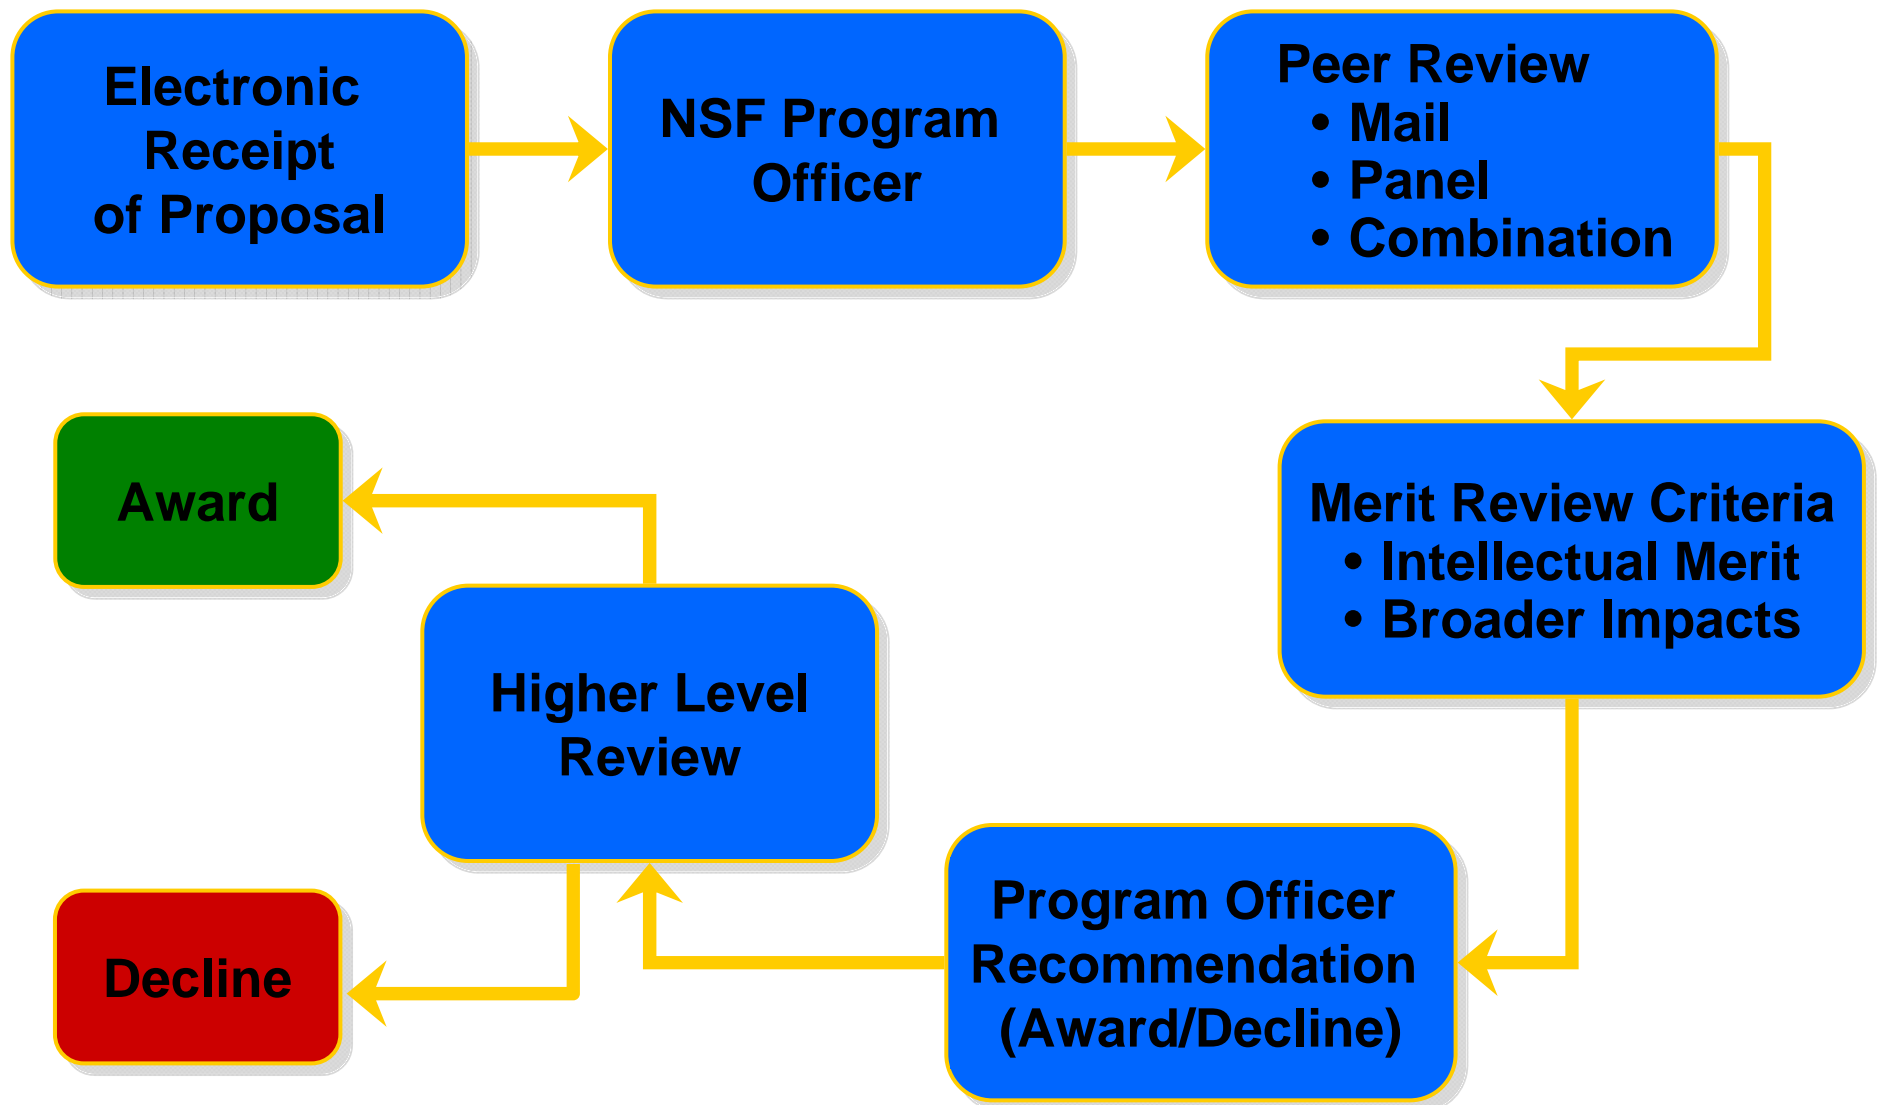 Electronic
Receipt
of Proposal
NSF Program
Officer
Peer Review
• Mail
• Panel
• Combination
Merit Review Criteria
• Intellectual Merit
• Broader Impacts
Program Officer
Recommendation
(Award/Decline)
Higher Level
Review
Award
Decline